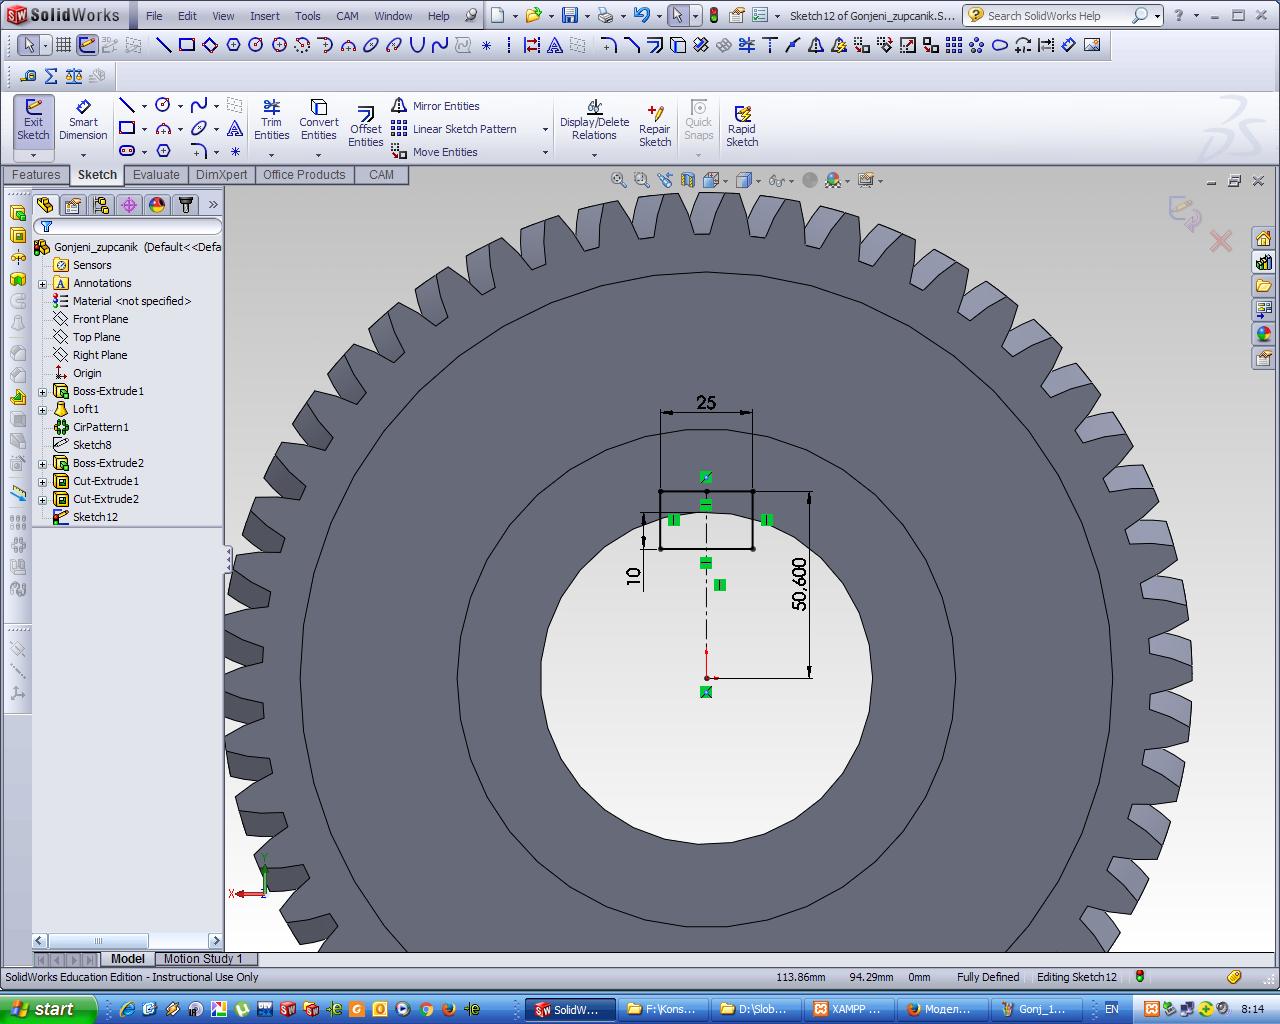 SolidWorks File Edit View Insert Tools CAM Window Help Sketch12 of Gonjeni_zupcanik.S... Search SolidWorks Help
Exit Sketch
Smart Dimension
Trim Entities
Convert Entities
Offset Entities
Mirror Entities
Linear Sketch Pattern
Move Entities
Display/Delete Relations
Repair Sketch
Quick Snaps
Rapid Sketch
Features Sketch Evaluate DimXpert Office Products CAM
Gonjeni_zupcanik (Default<<Defa
Sensors
Annotations
Material <not specified>
Front Plane
Top Plane
Right Plane
Origin
Boss-Extrude1
Loft1
CirPattern1
Sketch8
Boss-Extrude2
Cut-Extrude1
Cut-Extrude2
Sketch12
25
10
50,600
Y
X
Model Motion Study 1
SolidWorks Education Edition - Instructional Use Only 113.86mm 94.29mm 0mm Fully Defined Editing Sketch12
start SolidW... F:\Kons... D:\Slob... XAMPP ... Модел... Gonj_1... EN 8:14